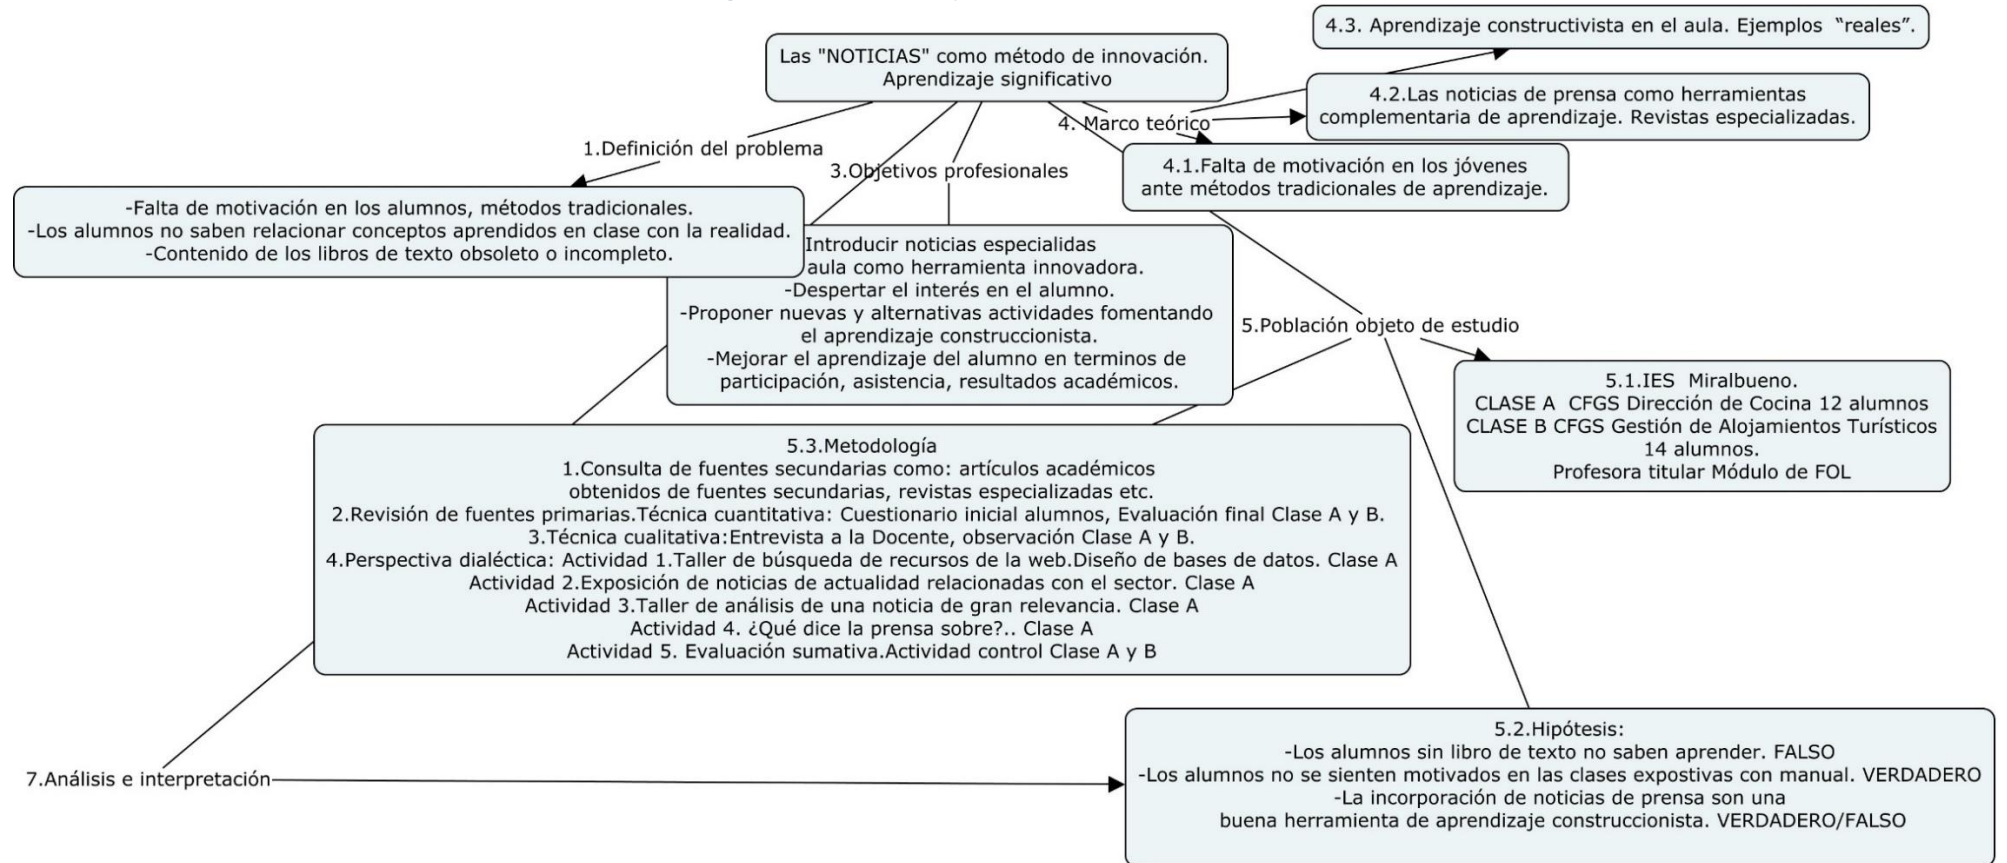 Las "NOTICIAS" como método de innovación.
Aprendizaje significativo
1.Definición del problema
-Falta de motivación en los alumnos, métodos tradicionales.
-Los alumnos no saben relacionar conceptos aprendidos en clase con la realidad.
-Contenido de los libros de texto obsoleto o incompleto.
3.Objetivos profesionales
Introducir noticias especialidas
aula como herramienta innovadora.
-Despertar el interés en el alumno.
-Proponer nuevas y alternativas actividades fomentando
el aprendizaje construccionista.
-Mejorar el aprendizaje del alumno en terminos de
participación, asistencia, resultados académicos.
4. Marco teórico
4.3. Aprendizaje constructivista en el aula. Ejemplos “reales”.
4.2.Las noticias de prensa como herramientas
complementaria de aprendizaje. Revistas especializadas.
4.1.Falta de motivación en los jóvenes
ante métodos tradicionales de aprendizaje.
5.Población objeto de estudio
5.1.IES Miralbueno.
CLASE A CFGS Dirección de Cocina 12 alumnos
CLASE B CFGS Gestión de Alojamientos Turísticos
14 alumnos.
Profesora titular Módulo de FOL
5.3.Metodología
1.Consulta de fuentes secundarias como: artículos académicos
obtenidos de fuentes secundarias, revistas especializadas etc.
2.Revisión de fuentes primarias.Técnica cuantitativa: Cuestionario inicial alumnos, Evaluación final Clase A y B.
3.Técnica cualitativa:Entrevista a la Docente, observación Clase A y B.
4.Perspectiva dialéctica: Actividad 1.Taller de búsqueda de recursos de la web.Diseño de bases de datos. Clase A
Actividad 2.Exposición de noticias de actualidad relacionadas con el sector. Clase A
Actividad 3.Taller de análisis de una noticia de gran relevancia. Clase A
Actividad 4. ¿Qué dice la prensa sobre?.. Clase A
Actividad 5. Evaluación sumativa.Actividad control Clase A y B
7.Análisis e interpretación
5.2.Hipótesis:
-Los alumnos sin libro de texto no saben aprender. FALSO
-Los alumnos no se sienten motivados en las clases expostivas con manual. VERDADERO
-La incorporación de noticias de prensa son una
buena herramienta de aprendizaje construccionista. VERDADERO/FALSO